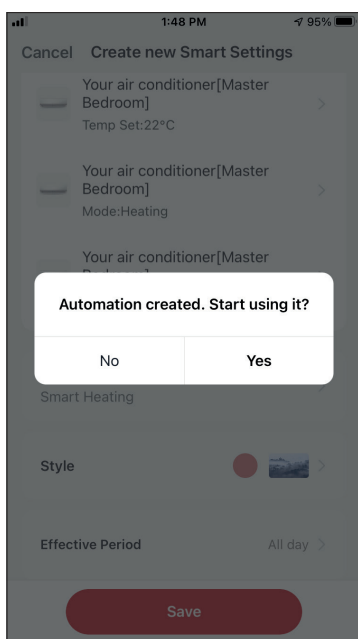 1:48 PM 95%
Cancel Create new Smart Settings
Your air conditioner[Master
Bedroom]
Temp Set:22°C
Your air conditioner[Master
Bedroom]
Mode:Heating
Your air conditioner[Master
Automation created. Start using it?
No Yes
Smart Heating
Style
Effective Period All day
Save